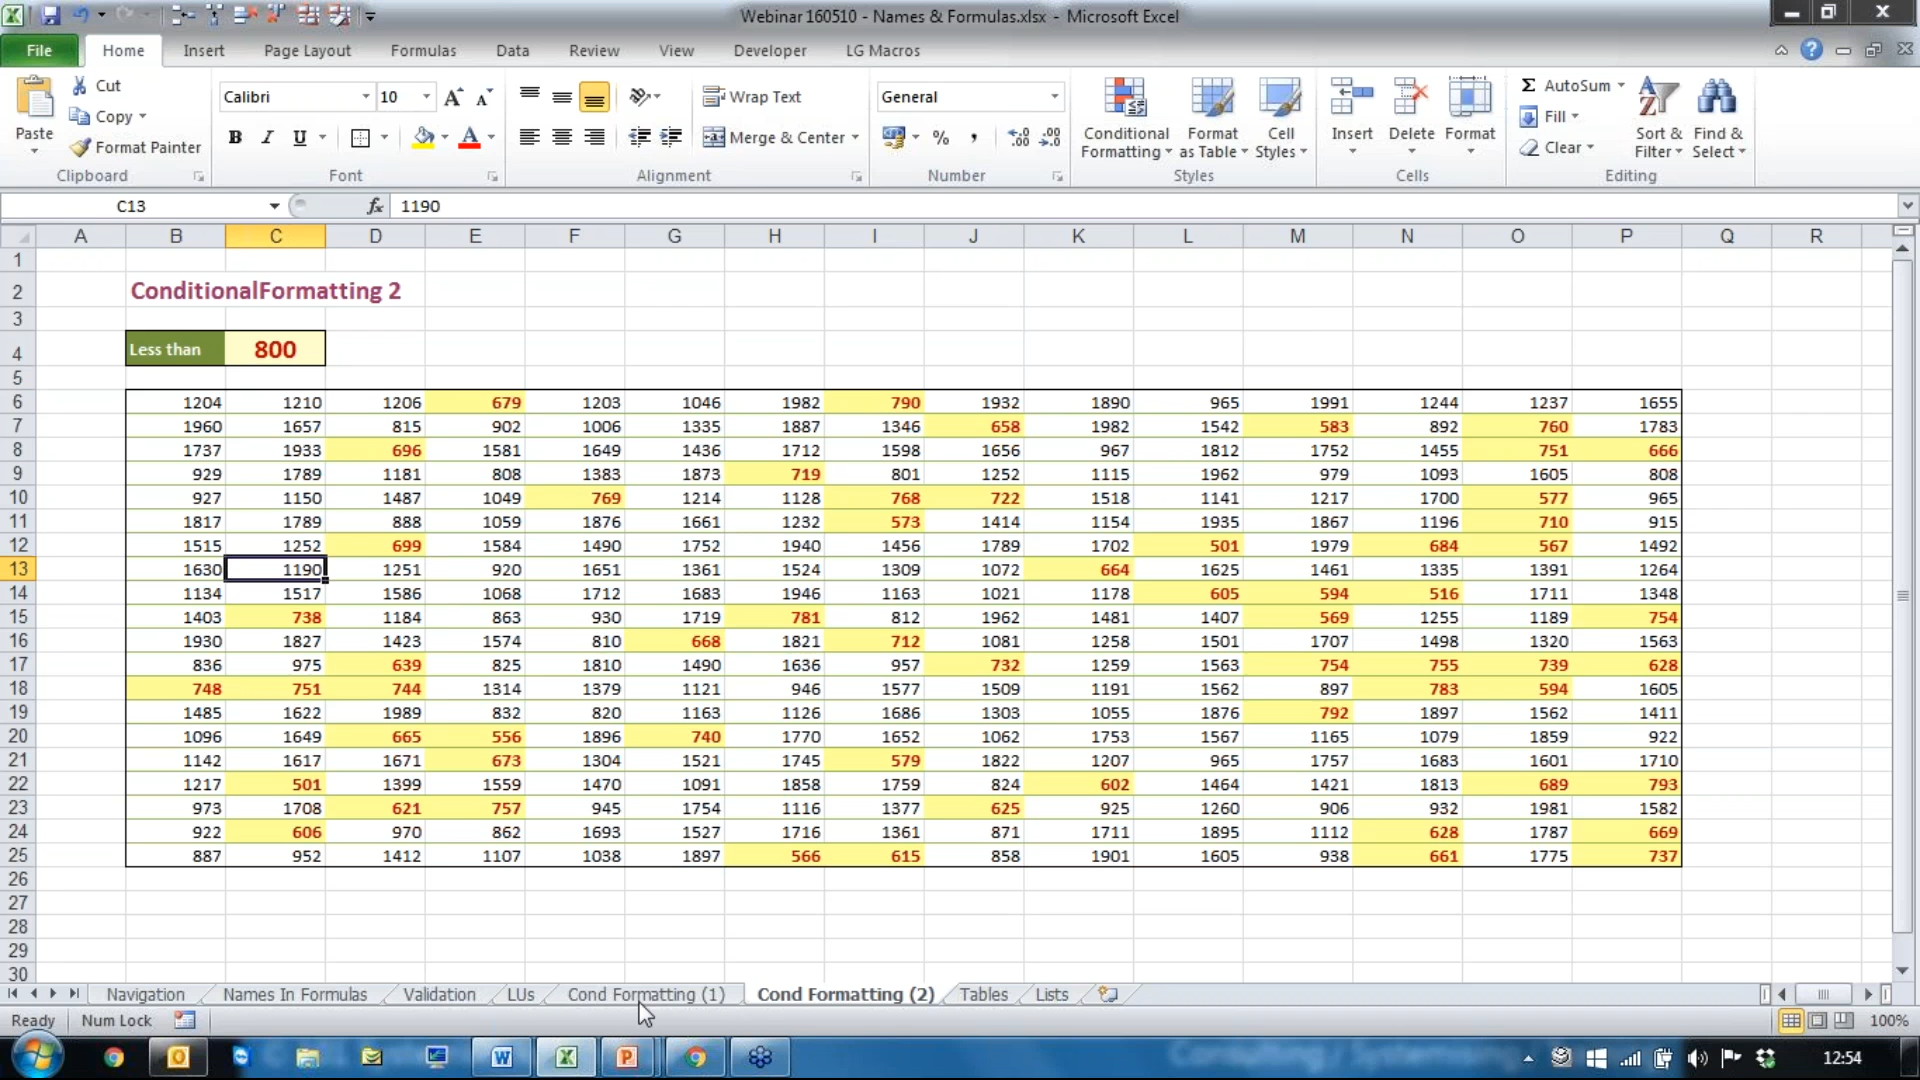 Webinar 160510 - Names & Formulas.xlsx - Microsoft Excel
File Home Insert Page Layout Formulas Data Review View Developer LG Macros
Paste Cut Copy Format Painter Clipboard
Calibri 10 B I U Font
Wrap Text Merge & Center Alignment
General % , Number
Conditional Formatting Format as Table Cell Styles Styles
Insert Delete Format Cells
AutoSum Fill Clear Sort & Filter Find & Select Editing
C13 fx 1190
A B C D E F G H I J K L M N O P Q R
1
2 ConditionalFormatting 2
3
4 Less than 800
5
6 1204 1210 1206 679 1203 1046 1982 790 1932 1890 965 1991 1244 1237 1655
7 1960 1657 815 902 1006 1335 1887 1346 658 1982 1542 583 892 760 1783
8 1737 1933 696 1581 1649 1436 1712 1598 1656 967 1812 1752 1455 751 666
9 929 1789 1181 808 1383 1873 719 801 1252 1115 1962 979 1093 1605 808
10 927 1150 1487 1049 769 1214 1128 768 722 1518 1141 1217 1700 577 965
11 1817 1789 888 1059 1876 1661 1232 573 1414 1154 1935 1867 1196 710 915
12 1515 1252 699 1584 1490 1752 1940 1456 1789 1702 501 1979 684 567 1492
13 1630 1190 1251 920 1651 1361 1524 1309 1072 664 1625 1461 1335 1391 1264
14 1134 1517 1586 1068 1712 1683 1946 1163 1021 1178 605 594 516 1711 1348
15 1403 738 1184 863 930 1719 781 812 1962 1481 1407 569 1255 1189 754
16 1930 1827 1423 1574 810 668 1821 712 1081 1258 1501 1707 1498 1320 1563
17 836 975 639 825 1810 1490 1636 957 732 1259 1563 754 755 739 628
18 748 751 744 1314 1379 1121 946 1577 1509 1191 1562 897 783 594 1605
19 1485 1622 1989 832 820 1163 1126 1686 1303 1055 1876 792 1897 1562 1411
20 1096 1649 665 556 1896 740 1770 1652 1062 1753 1567 1165 1079 1859 922
21 1142 1617 1671 673 1304 1521 1745 579 1822 1207 965 1757 1683 1601 1710
22 1217 501 1399 1559 1470 1091 1858 1759 824 602 1464 1421 1813 689 793
23 973 1708 621 757 945 1754 1116 1377 625 925 1260 906 932 1981 1582
24 922 606 970 862 1693 1527 1716 1361 871 1711 1895 1112 628 1787 669
25 887 952 1412 1107 1038 1897 566 615 858 1901 1605 938 661 1775 737
26
27
28
29
30
Navigation Names In Formulas Validation LUs Cond Formatting (1) Cond Formatting (2) Tables Lists
Ready Num Lock 100%
12:54